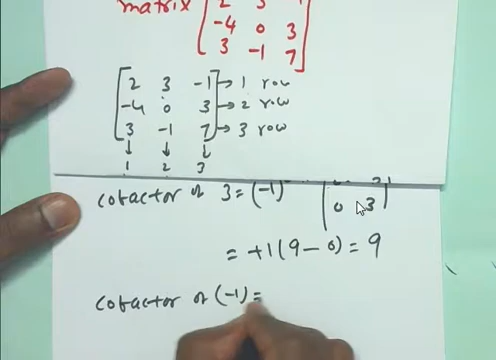 matrix [ 2 3
-4 0 3
3 -1 7 ]
[ 2 3 -1 ] → 1 row
-4 0 3 → 2 row
3 -1 7 → 3 row
↓ ↓ ↓
1 2 3
cofactor of 3 = (-1)
0 3
= +1(9-0) = 9
cofactor of (-1) =